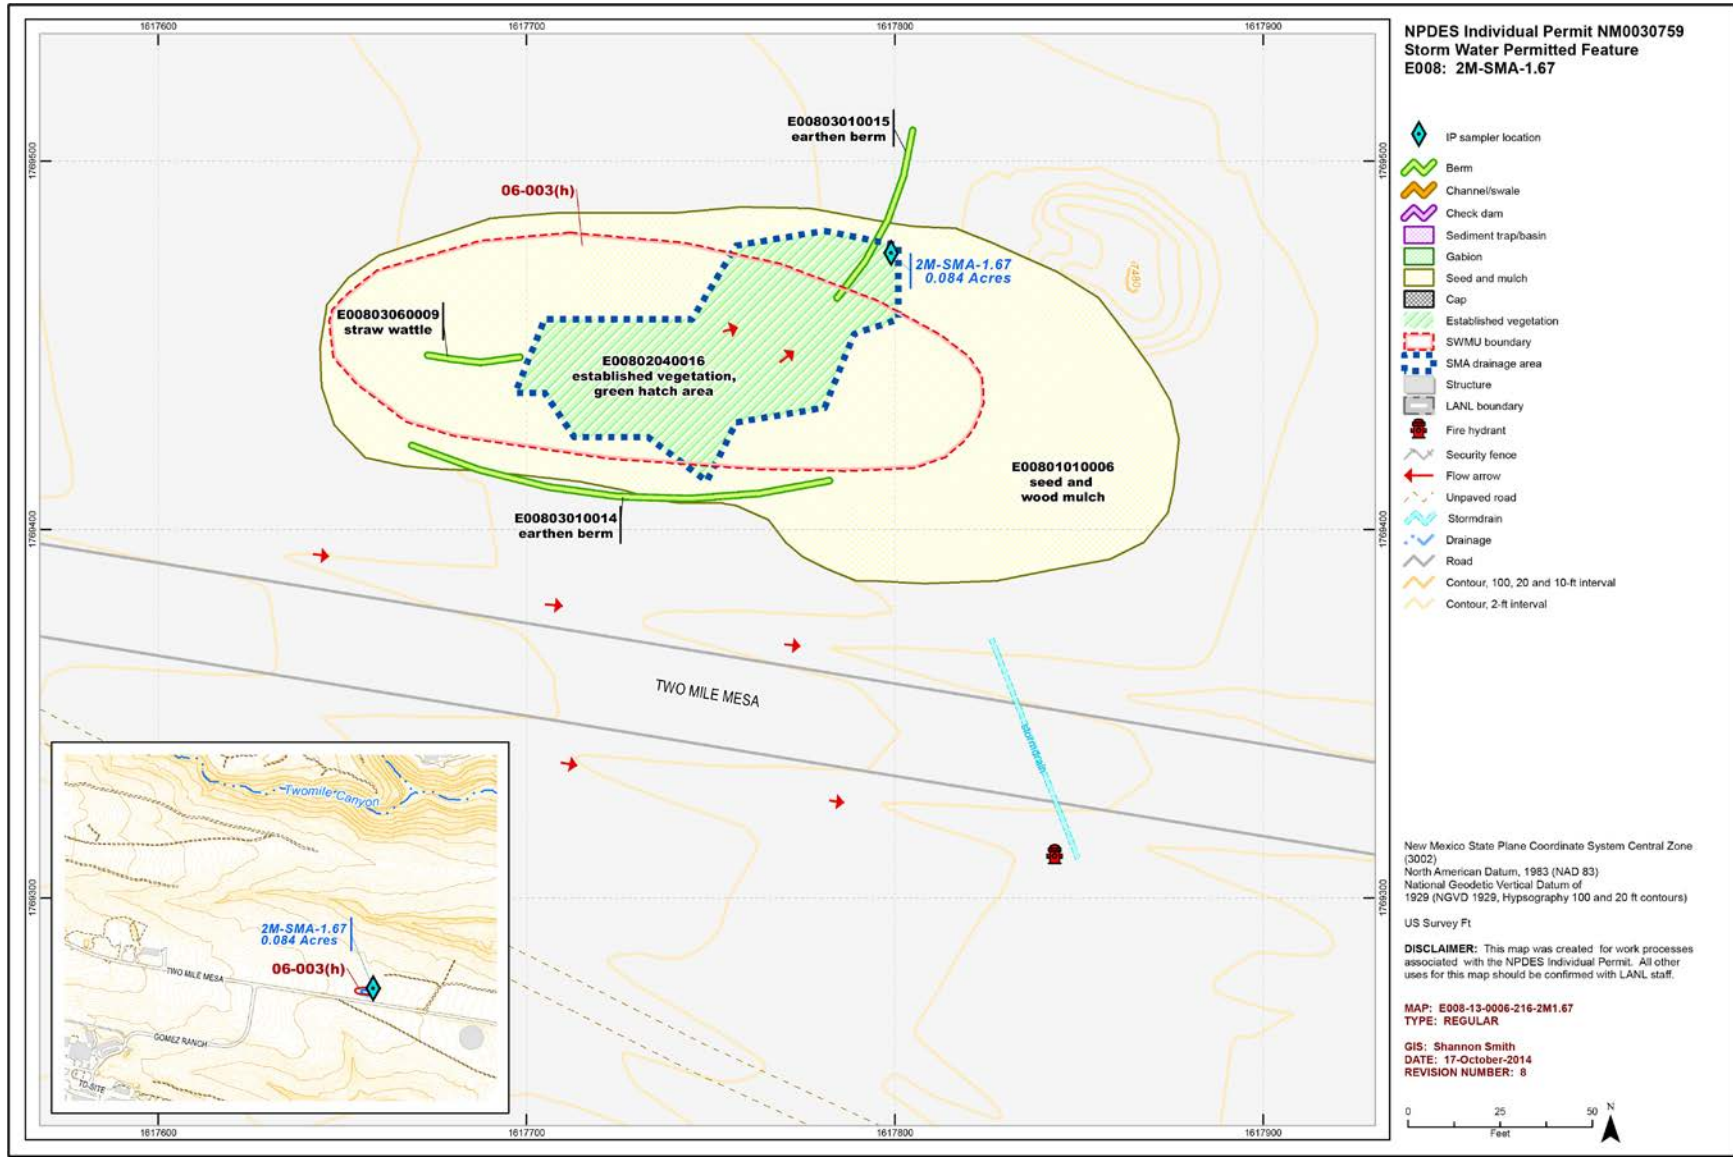 1617600
1617700
1617800
1617900
NPDES Individual Permit NM0030759
Storm Water Permitted Feature
E008: 2M-SMA-1.67
IP sampler location
Berm
Channel/swale
Check dam
Sediment trap/basin
Gabion
Seed and mulch
Cap
Established vegetation
SWMU boundary
SMA drainage area
Structure
LANL boundary
Fire hydrant
Security fence
Flow arrow
Unpaved road
Stormdrain
Drainage
Road
Contour, 100, 20 and 10-ft interval
Contour, 2-ft interval
E00803010015
earthen berm
1769500
1769500
06-003(h)
2M-SMA-1.67
0.084 Acres
7480
E00803060009
straw wattle
E00802040016
established vegetation,
green hatch area
E00801010006
seed and
wood mulch
E00803010014
earthen berm
1769400
1769400
TWO MILE MESA
stormdrain
1769300
1769300
Twomile Canyon
2M-SMA-1.67
0.084 Acres
06-003(h)
TWO MILE MESA
GOMEZ RANCH
TD-SITE
New Mexico State Plane Coordinate System Central Zone
(3002)
North American Datum, 1983 (NAD 83)
National Geodetic Vertical Datum of
1929 (NGVD 1929, Hypsography 100 and 20 ft contours)
US Survey Ft
DISCLAIMER: This map was created for work processes
associated with the NPDES Individual Permit. All other
uses for this map should be confirmed with LANL staff.
MAP: E008-13-0006-216-2M1.67
TYPE: REGULAR
GIS: Shannon Smith
DATE: 17-October-2014
REVISION NUMBER: 8
0 25 50
Feet
N
1617600
1617700
1617800
1617900